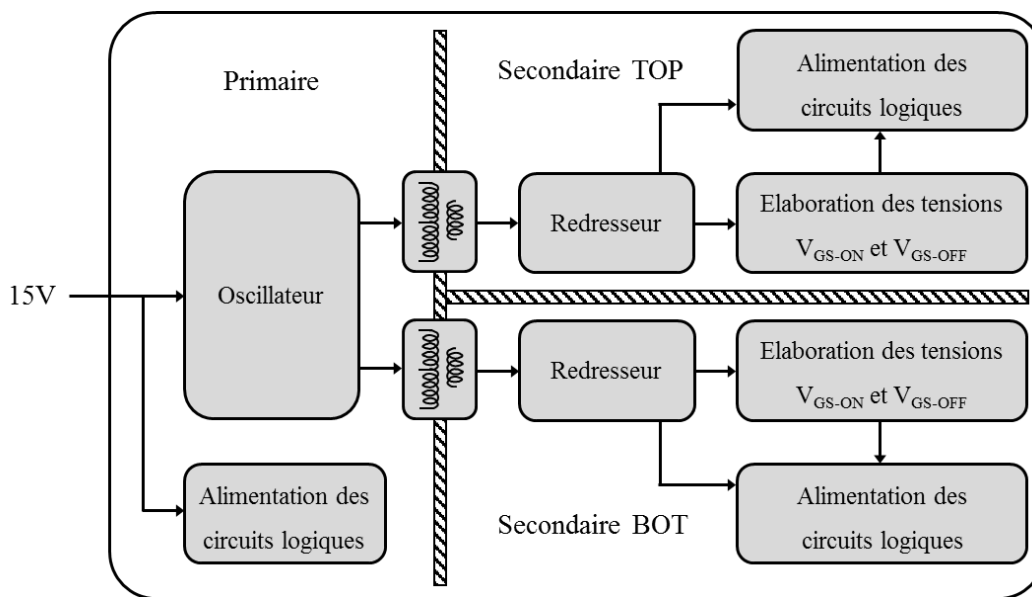 Primaire
Secondaire TOP
Alimentation des
circuits logiques
Redresseur
Elaboration des tensions
VGS-ON et VGS-OFF
15V
Oscillateur
Redresseur
Elaboration des tensions
VGS-ON et VGS-OFF
Alimentation des
circuits logiques
Secondaire BOT
Alimentation des
circuits logiques